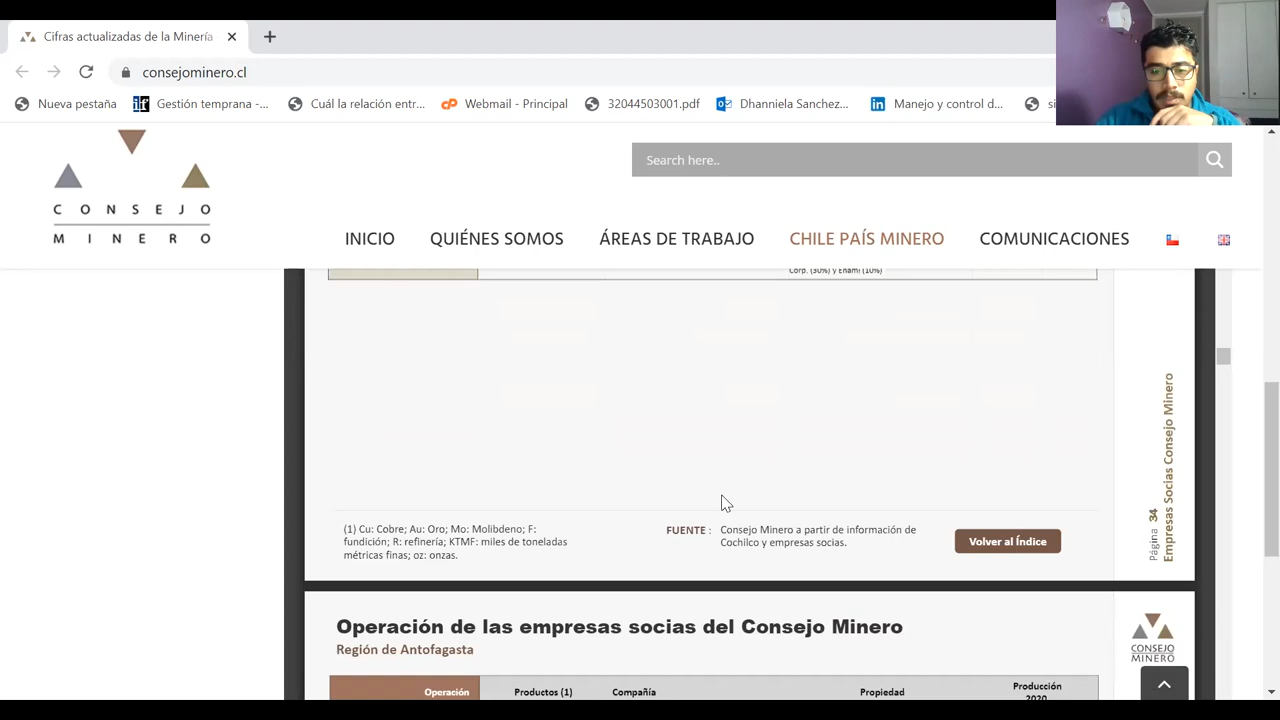 Cifras actualizadas de la Minería
consejominero.cl
Nueva pestaña
Gestión temprana -...
Cuál la relación entr...
Webmail - Principal
32044503001.pdf
Dhanniela Sanchez...
Manejo y control d...
CONSEJO
MINERO
Search here..
INICIO
QUIÉNES SOMOS
ÁREAS DE TRABAJO
CHILE PAÍS MINERO
COMUNICACIONES
Corp. (30%) y Enami (10%)
(1) Cu: Cobre; Au: Oro; Mo: Molibdeno; F:
fundición; R: refinería; KTMF: miles de toneladas
métricas finas; oz: onzas.
FUENTE : Consejo Minero a partir de información de
Cochilco y empresas socias.
Volver al Índice
Página 34
Empresas Socias Consejo Minero
Operación de las empresas socias del Consejo Minero
Región de Antofagasta
CONSEJO
MINERO
Operación
Productos (1)
Compañía
Propiedad
Producción
2020